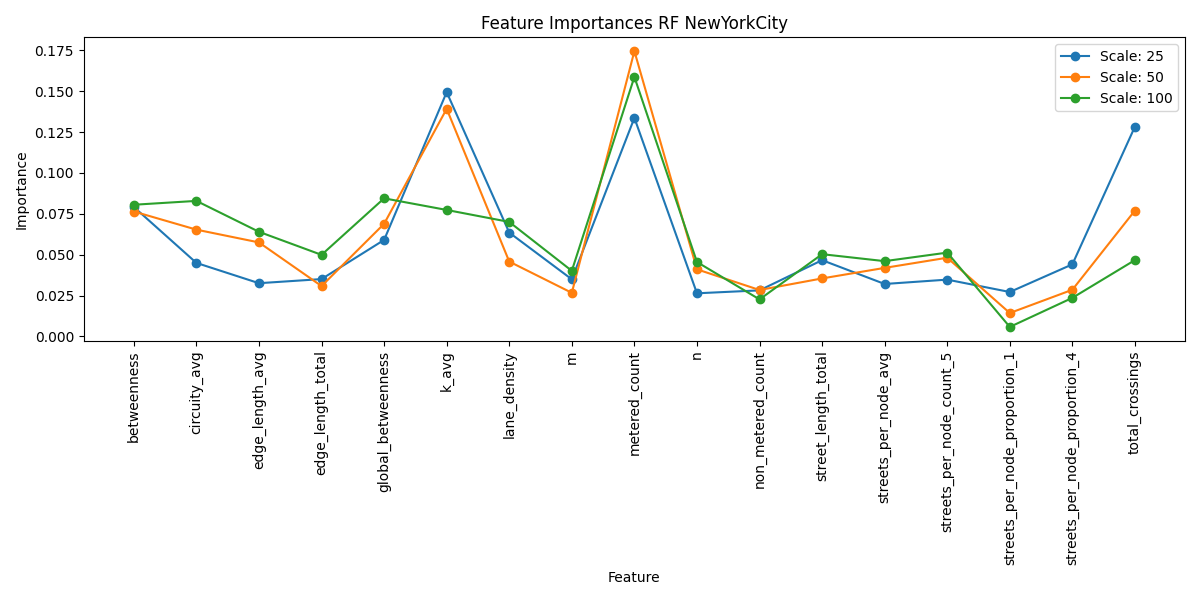 Feature Importances RF NewYorkCity
Scale: 25
Scale: 50
Scale: 100
Importance
0.175
0.150
0.125
0.100
0.075
0.050
0.025
0.000
betweenness
circuity_avg
edge_length_avg
edge_length_total
global_betweenness
k_avg
lane_density
m
metered_count
n
non_metered_count
street_length_total
streets_per_node_avg
streets_per_node_count_5
streets_per_node_proportion_1
streets_per_node_proportion_4
total_crossings
Feature